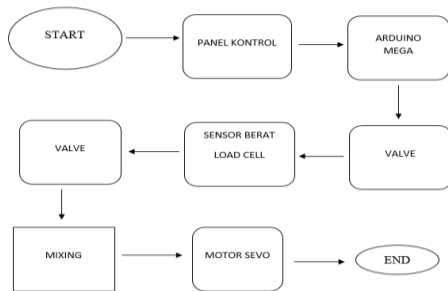 START
PANEL KONTROL
ARDUINO
MEGA
VALVE
SENSOR BERAT
LOAD CELL
VALVE
MIXING
MOTOR SEVO
END